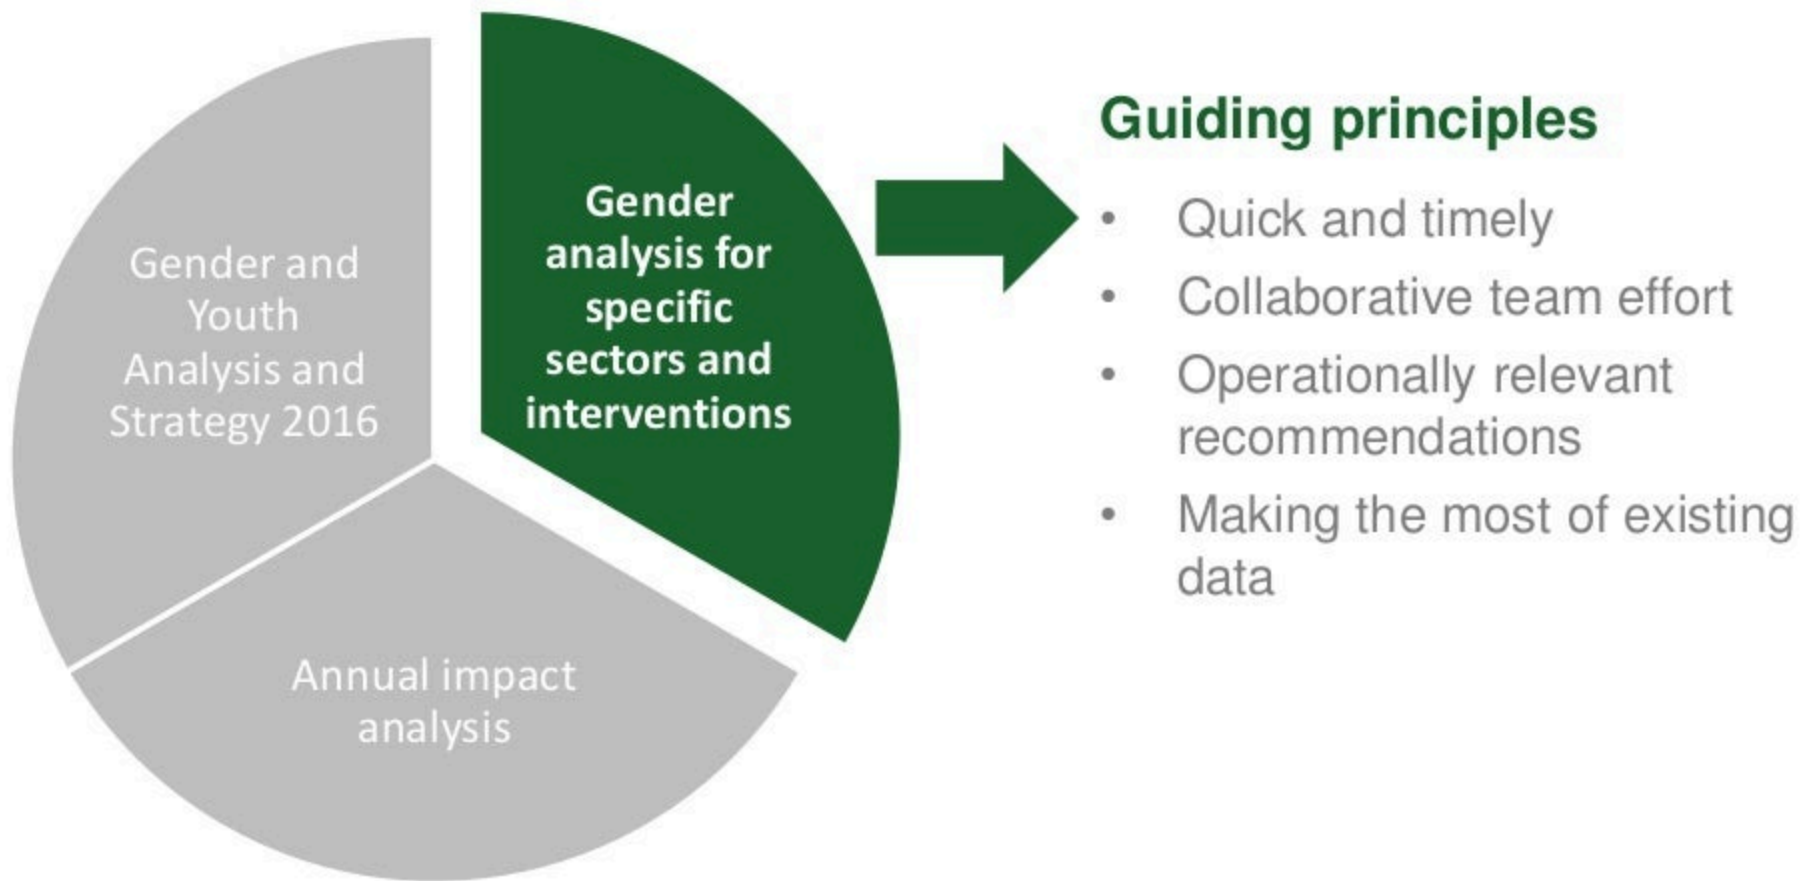 Gender and
Youth
Analysis and
Strategy 2016
Gender
analysis for
specific
sectors and
interventions
Annual impact
analysis
Guiding principles
• Quick and timely
• Collaborative team effort
• Operationally relevant
recommendations
• Making the most of existing
data